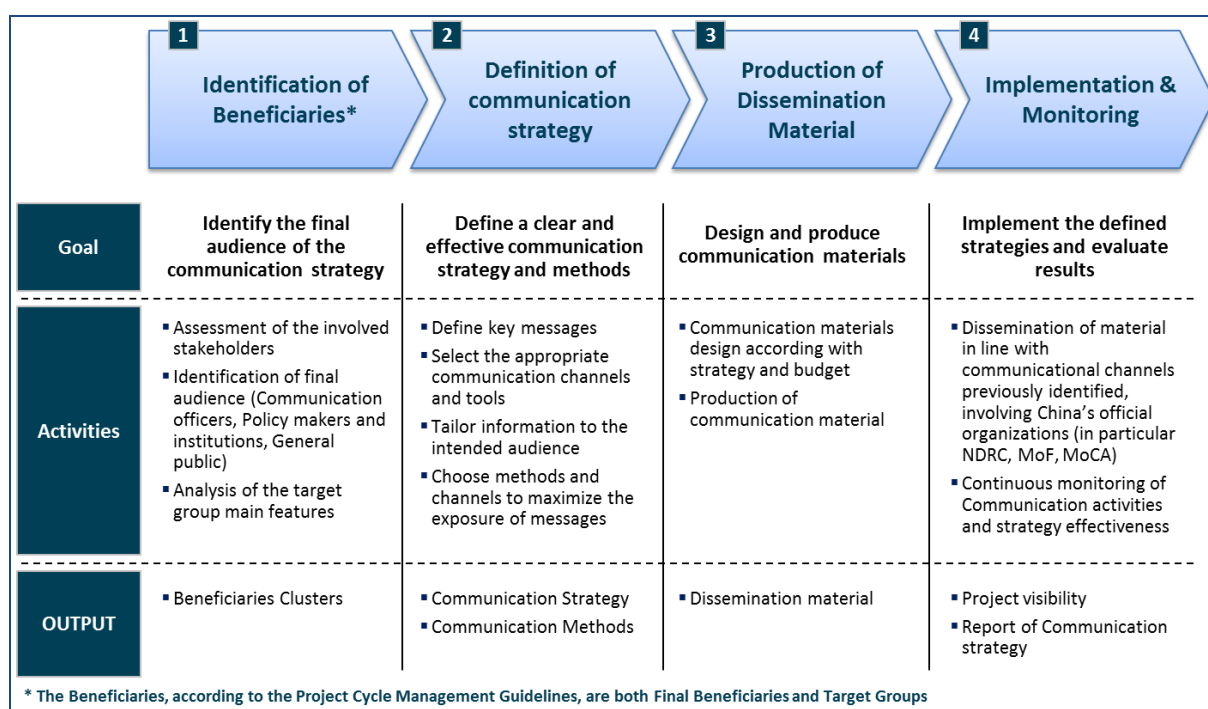 1
Identification of
Beneficiaries*
2
Definition of
communication
strategy
3
Production of
Dissemination
Material
4
Implementation &
Monitoring
Goal
Identify the final
audience of the
communication strategy
Define a clear and
effective communication
strategy and methods
Design and produce
communication materials
Implement the defined
strategies and evaluate
results
Activities
▪ Assessment of the involved
stakeholders
▪ Identification of final
audience (Communication
officers, Policy makers and
institutions, General
public)
▪ Analysis of the target
group main features
▪ Define key messages
▪ Select the appropriate
communication channels
and tools
▪ Tailor information to the
intended audience
▪ Choose methods and
channels to maximize the
exposure of messages
▪ Communication materials
design according with
strategy and budget
▪ Production of
communication material
▪ Dissemination of material
in line with
communicational channels
previously identified,
involving China’s official
organizations (in particular
NDRC, MoF, MoCA)
▪ Continuous monitoring of
Communication activities
and strategy effectiveness
OUTPUT
▪ Beneficiaries Clusters
▪ Communication Strategy
▪ Communication Methods
▪ Dissemination material
▪ Project visibility
▪ Report of Communication
strategy
* The Beneficiaries, according to the Project Cycle Management Guidelines, are both Final Beneficiaries and Target Groups